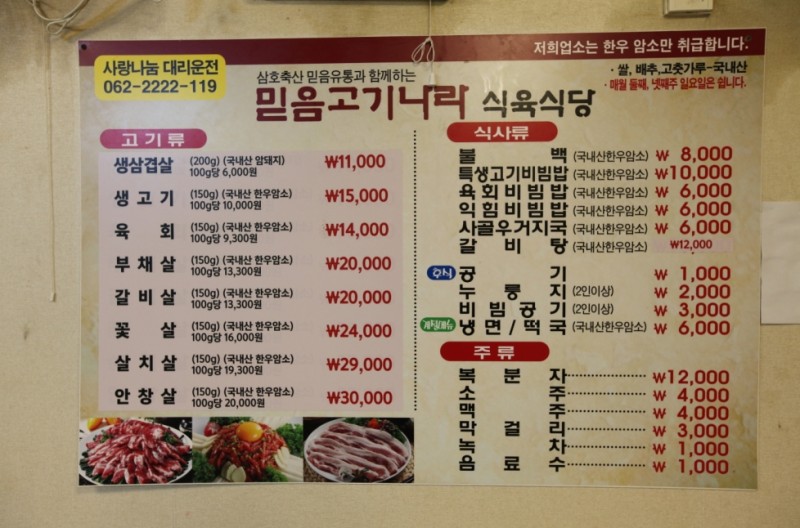 저희업소는 한우 암소만 취급합니다.
사랑나눔 대리운전
062-2222-119
삼호축산 믿음유통과 함께하는
믿음고기나라 식육식당
· 쌀, 배추,고춧가루-국내산
· 매월 둘째, 넷째주 일요일은 쉽니다.
고기류
생삼겹살 (200g) (국내산 암돼지) 100g당 6,000원 ₩11,000
생고기 (150g) (국내산 한우암소) 100g당 10,000원 ₩15,000
육회 (150g) (국내산 한우암소) 100g당 9,300원 ₩14,000
부채살 (150g) (국내산 한우암소) 100g당 13,300원 ₩20,000
갈비살 (150g) (국내산 한우암소) 100g당 13,300원 ₩20,000
꽃살 (150g) (국내산 한우암소) 100g당 16,000원 ₩24,000
살치살 (150g) (국내산 한우암소) 100g당 19,300원 ₩29,000
안창살 (150g) (국내산 한우암소) 100g당 20,000원 ₩30,000
식사류
불백 (국내산한우암소) ₩ 8,000
특생고기비빔밥 (국내산한우암소) ₩10,000
육회비빔밥 (국내산한우암소) ₩ 6,000
익힘비빔밥 (국내산한우암소) ₩ 6,000
사골우거지국 (국내산한우암소) ₩ 6,000
갈비탕 (국내산한우암소) ₩12,000
후식 공기 ₩ 1,000
누룽지 (2인이상) ₩ 2,000
비빔공기 (2인이상) ₩ 3,000
계절메뉴 냉면/떡국 (국내산한우암소) ₩ 6,000
주류
복분자 ₩12,000
소주 ₩ 4,000
맥주 ₩ 4,000
막걸리 ₩ 3,000
녹차 ₩ 1,000
음료수 ₩ 1,000